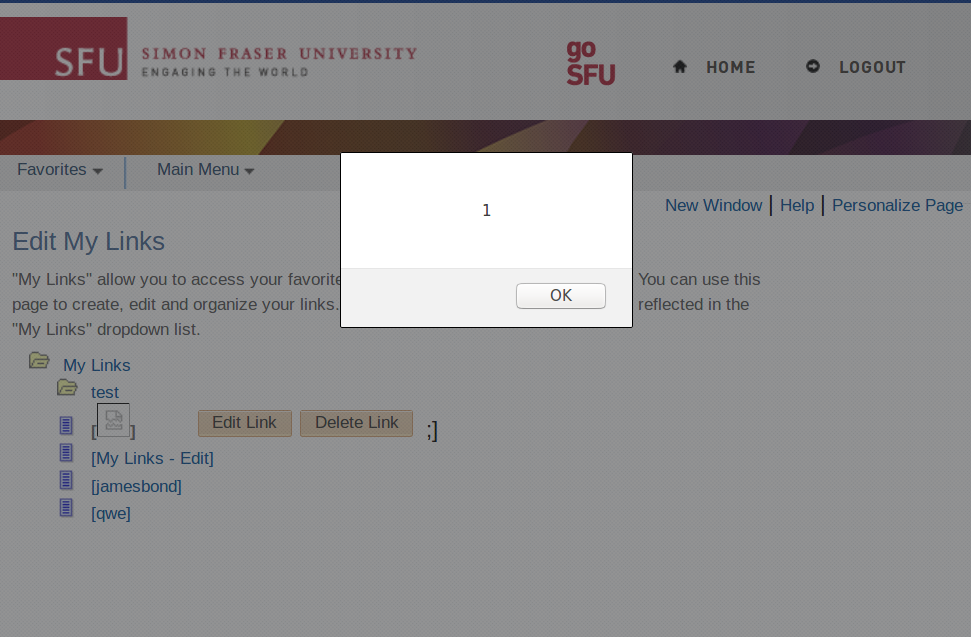 SFU SIMON FRASER UNIVERSITY
ENGAGING THE WORLD
go
SFU
HOME
LOGOUT
Favorites
Main Menu
New Window | Help | Personalize Page
1
OK
Edit My Links
"My Links" allow you to access your favorite You can use this
page to create, edit and organize your links. reflected in the
"My Links" dropdown list.
My Links
test
[ ] Edit Link Delete Link ;]
[My Links - Edit]
[jamesbond]
[qwe]